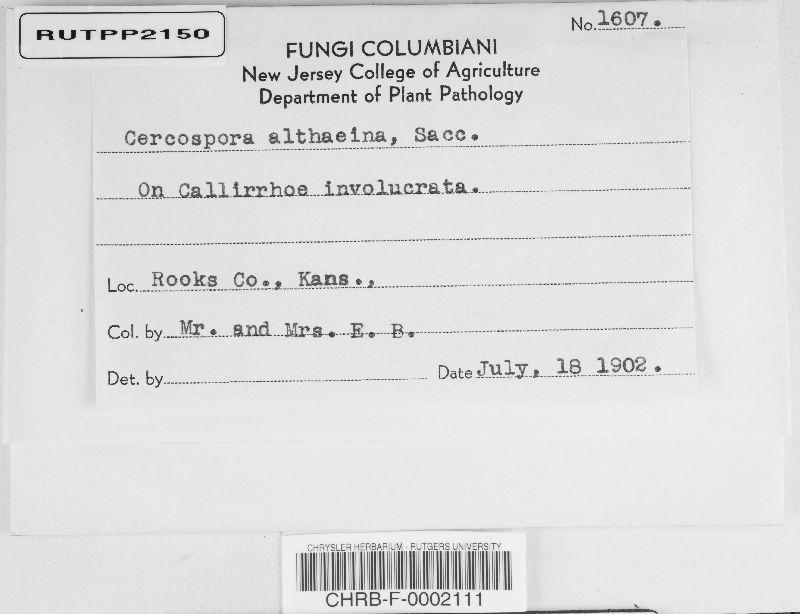 RUTPP2150
No. 1607.
FUNGI COLUMBIANI
New Jersey College of Agriculture
Department of Plant Pathology
Cercospora althaeina, Sacc.
On Callirrhoe involucrata.
Loc. Rooks Co., Kans.,
Col. by Mr. and Mrs. E. B.
Det. by
Date July, 18 1902.
CHRYSLER HERBARIUM - RUTGERS UNIVERSITY
CHRB-F-0002111